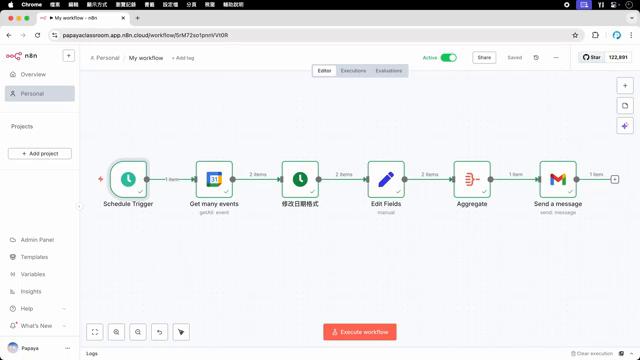 Chrome 檔案 編輯 顯示方式 瀏覽記錄 書籤 設定檔 分頁 視窗 輔助說明
▶ My workflow - n8n
papayaclassroom.app.n8n.cloud/workflow/5rM72so1pnnVVt0R
n8n
Personal / My workflow + Add tag
Active
Share
Saved
Star 122,891
Editor Executions Evaluations
Overview
Personal
Projects
+ Add project
1 item
2 items
2 items
2 items
1 item
1 item
31
Schedule Trigger
Get many events
getAll: event
修改日期格式
Edit Fields
manual
Aggregate
Send a message
send: message
Admin Panel
Templates
Variables
Insights
Help
What's New
Papaya
Execute workflow
Logs
Clear execution